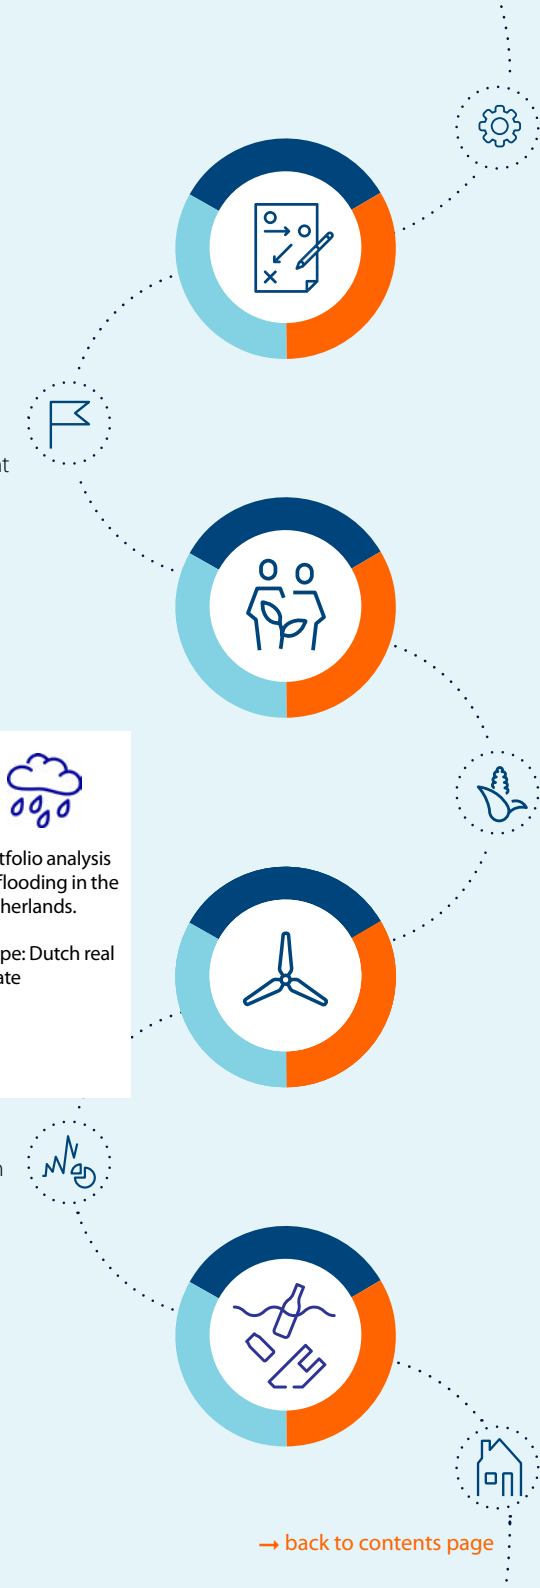 tfolio analysis
flooding in the
herlands.
pe: Dutch real
ate
→ back to contents page